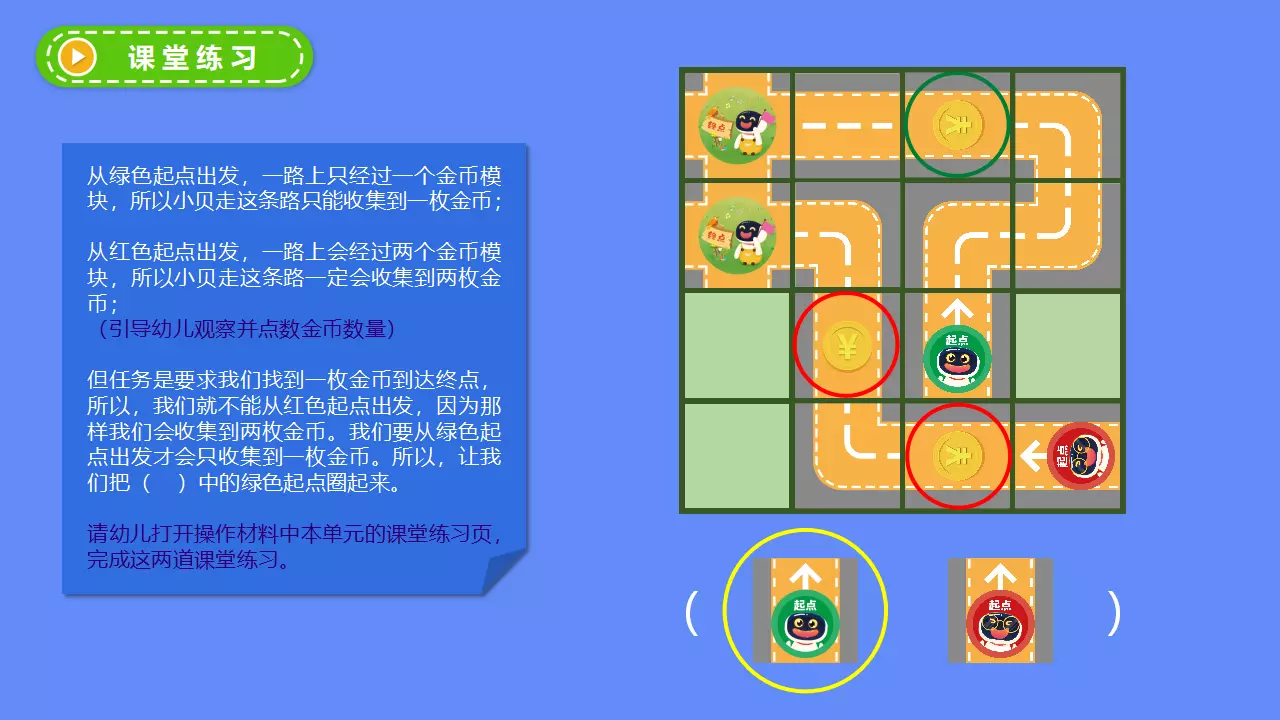 课堂练习
从绿色起点出发，一路上只经过一个金币模
块，所以小贝走这条路只能收集到一枚金币；
从红色起点出发，一路上会经过两个金币模
块，所以小贝走这条路一定会收集到两枚金
币；
（引导幼儿观察并点数金币数量）
但任务是要求我们找到一枚金币到达终点，
所以，我们就不能从红色起点出发，因为那
样我们会收集到两枚金币。我们要从绿色起
点出发才会只收集到一枚金币。所以，让我
们把（　）中的绿色起点圈起来。
请幼儿打开操作材料中本单元的课堂练习页，
完成这两道课堂练习。
终点
¥
终点
¥
起点
¥
起点
（
起点
起点
）